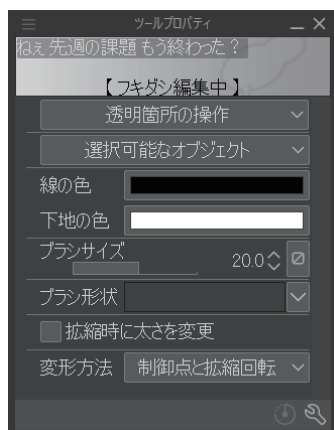 ツールプロパティ
ねぇ 先週の課題 もう終わった？
【フキダシ編集中】
透明箇所の操作
選択可能なオブジェクト
線の色
下地の色
ブラシサイズ 20.0
ブラシ形状
拡縮時に太さを変更
変形方法 制御点と拡縮回転